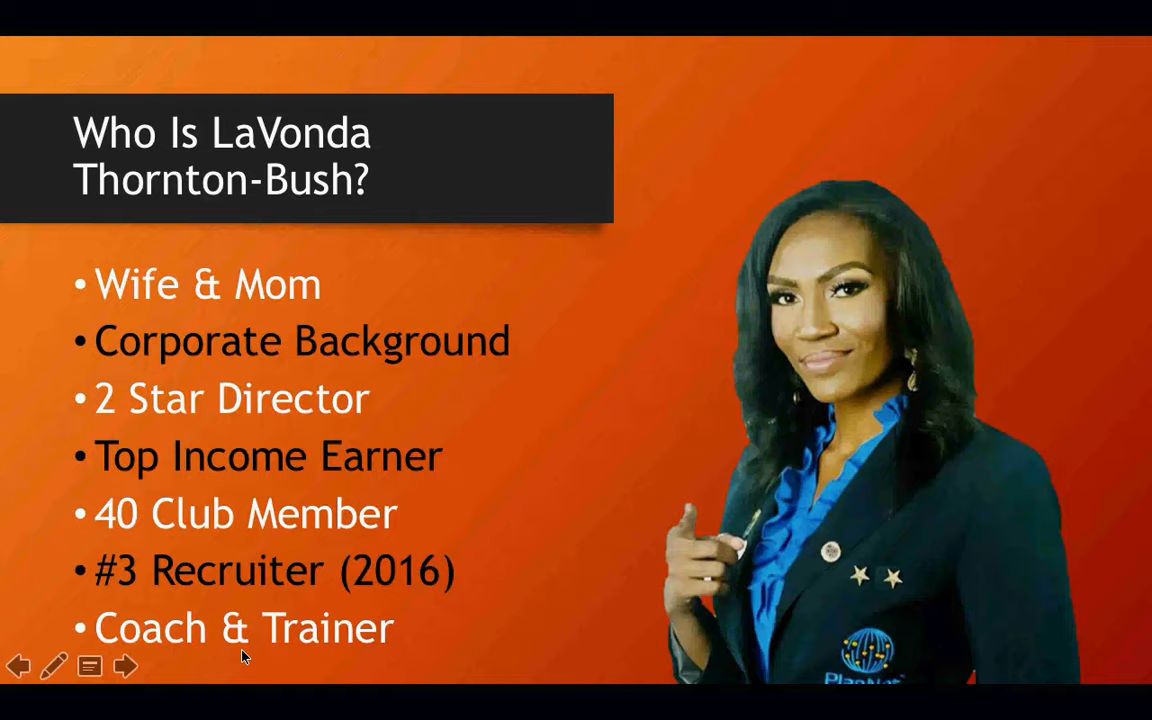 Who Is LaVonda
Thornton-Bush?
• Wife & Mom
• Corporate Background
• 2 Star Director
• Top Income Earner
• 40 Club Member
• #3 Recruiter (2016)
• Coach & Trainer
PlanNet